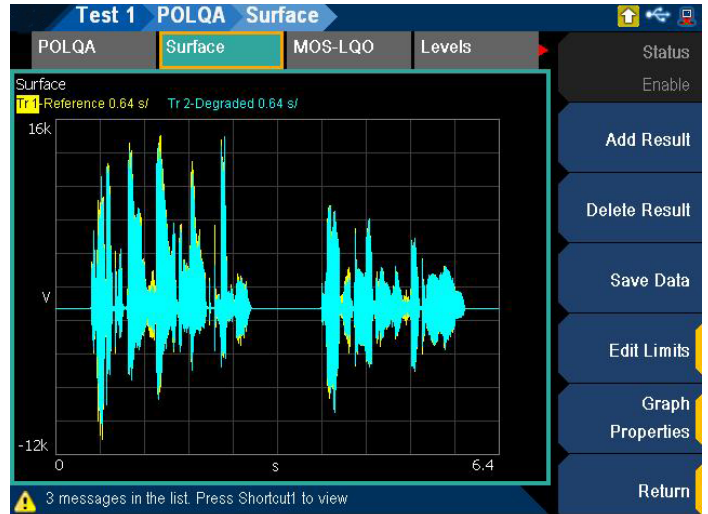 Test 1 POLQA Surface
POLQA Surface MOS-LQO Levels
Status
Enable
Surface
Tr 1-Reference 0.64 s/ Tr 2-Degraded 0.64 s/
16k
V
-12k
0 s 6.4
Add Result
Delete Result
Save Data
Edit Limits
Graph
Properties
Return
3 messages in the list. Press Shortcut1 to view